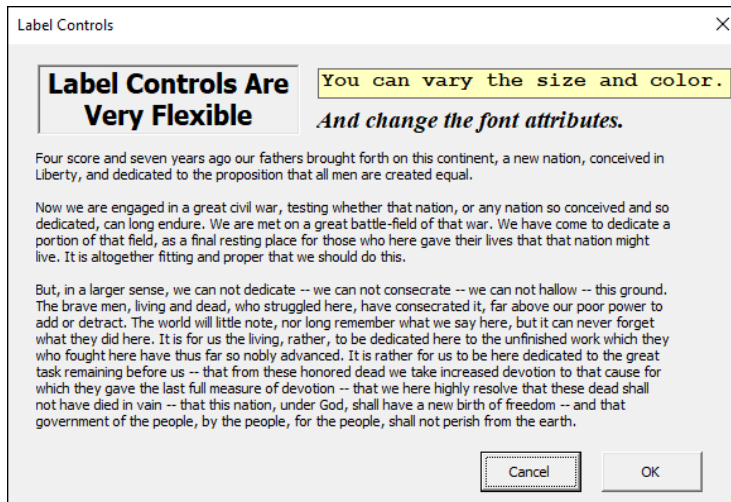 Label Controls
Label Controls Are
Very Flexible
You can vary the size and color.
And change the font attributes.
Four score and seven years ago our fathers brought forth on this continent, a new nation, conceived in
Liberty, and dedicated to the proposition that all men are created equal.
Now we are engaged in a great civil war, testing whether that nation, or any nation so conceived and so
dedicated, can long endure. We are met on a great battle-field of that war. We have come to dedicate a
portion of that field, as a final resting place for those who here gave their lives that that nation might
live. It is altogether fitting and proper that we should do this.
But, in a larger sense, we can not dedicate -- we can not consecrate -- we can not hallow -- this ground.
The brave men, living and dead, who struggled here, have consecrated it, far above our poor power to
add or detract. The world will little note, nor long remember what we say here, but it can never forget
what they did here. It is for us the living, rather, to be dedicated here to the unfinished work which they
who fought here have thus far so nobly advanced. It is rather for us to be here dedicated to the great
task remaining before us -- that from these honored dead we take increased devotion to that cause for
which they gave the last full measure of devotion -- that we here highly resolve that these dead shall
not have died in vain -- that this nation, under God, shall have a new birth of freedom -- and that
government of the people, by the people, for the people, shall not perish from the earth.
Cancel
OK